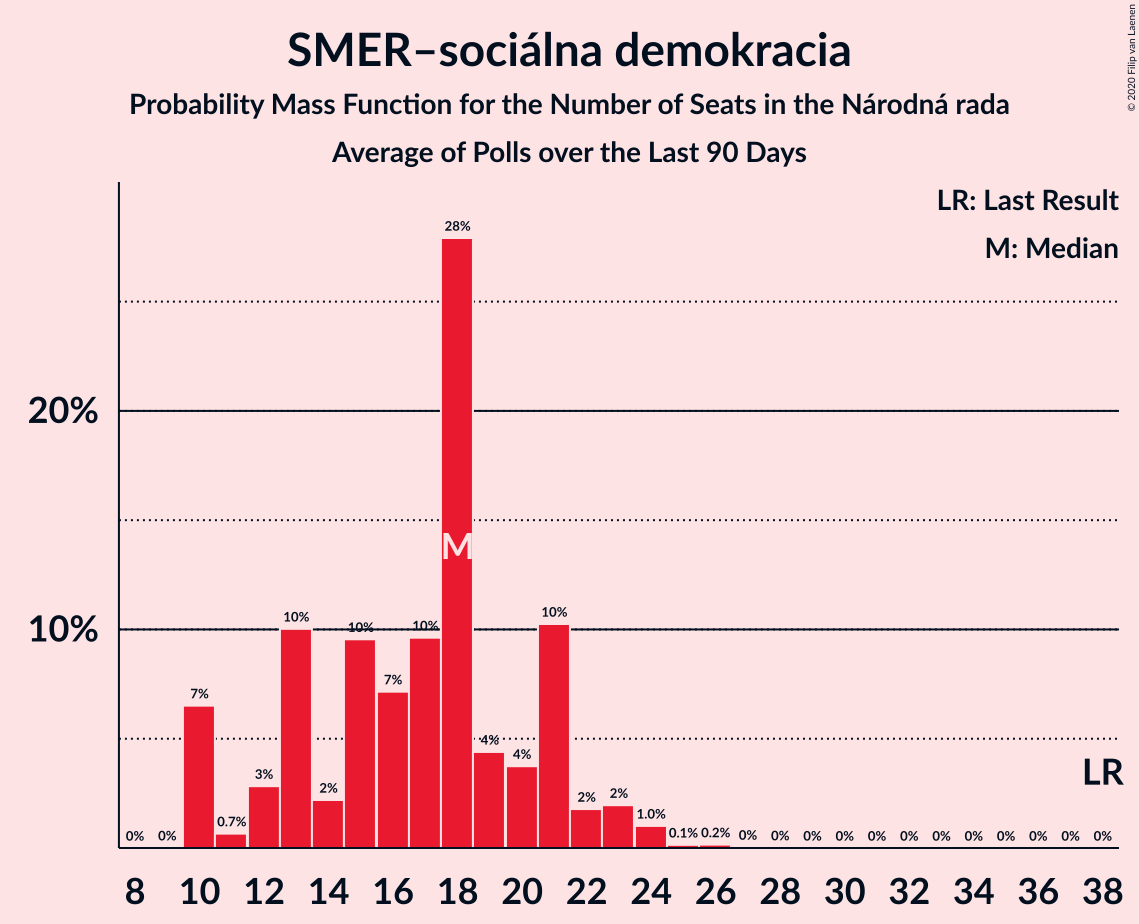 SMER–sociálna demokracia
Probability Mass Function for the Number of Seats in the Národná rada
Average of Polls over the Last 90 Days
© 2020 Filip van Laenen
LR: Last Result
M: Median
20%
10%
0% 0% 7% 0.7% 3% 10% 2% 10% 7% 10% 28% 4% 4% 10% 2% 2% 1.0% 0.1% 0.2% 0% 0% 0% 0% 0% 0% 0% 0% 0% 0% 0% 0%
M
LR
8 10 12 14 16 18 20 22 24 26 28 30 32 34 36 38